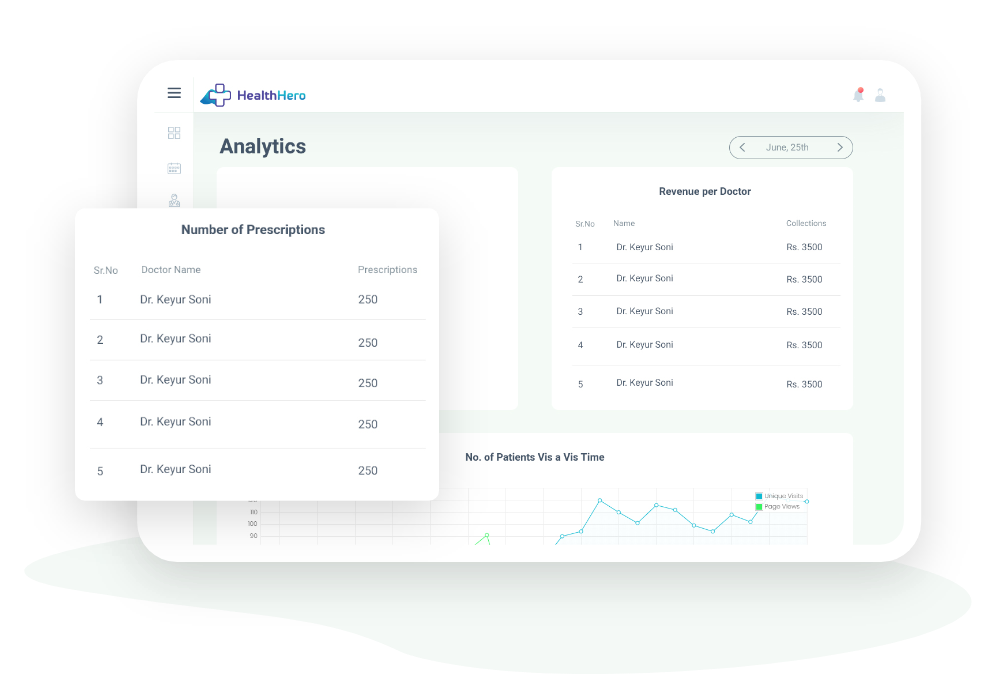 HealthHero
Analytics
June, 25th
Number of Prescriptions
Sr.No Doctor Name Prescriptions
1 Dr. Keyur Soni 250
2 Dr. Keyur Soni 250
3 Dr. Keyur Soni 250
4 Dr. Keyur Soni 250
5 Dr. Keyur Soni 250
Revenue per Doctor
Sr.No Name Collections
1 Dr. Keyur Soni Rs. 3500
2 Dr. Keyur Soni Rs. 3500
3 Dr. Keyur Soni Rs. 3500
4 Dr. Keyur Soni Rs. 3500
5 Dr. Keyur Soni Rs. 3500
No. of Patients Vis a Vis Time
Unique Visits
Page Views
100
90